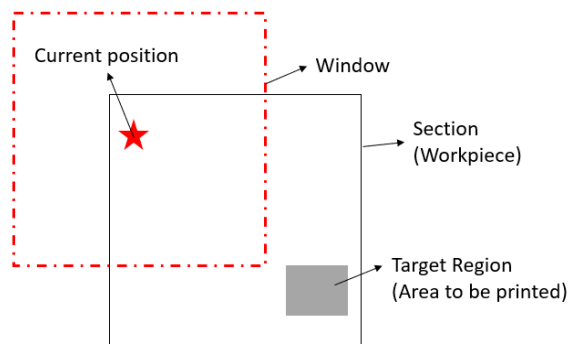 Current position
Window
Section
(Workpiece)
Target Region
(Area to be printed)